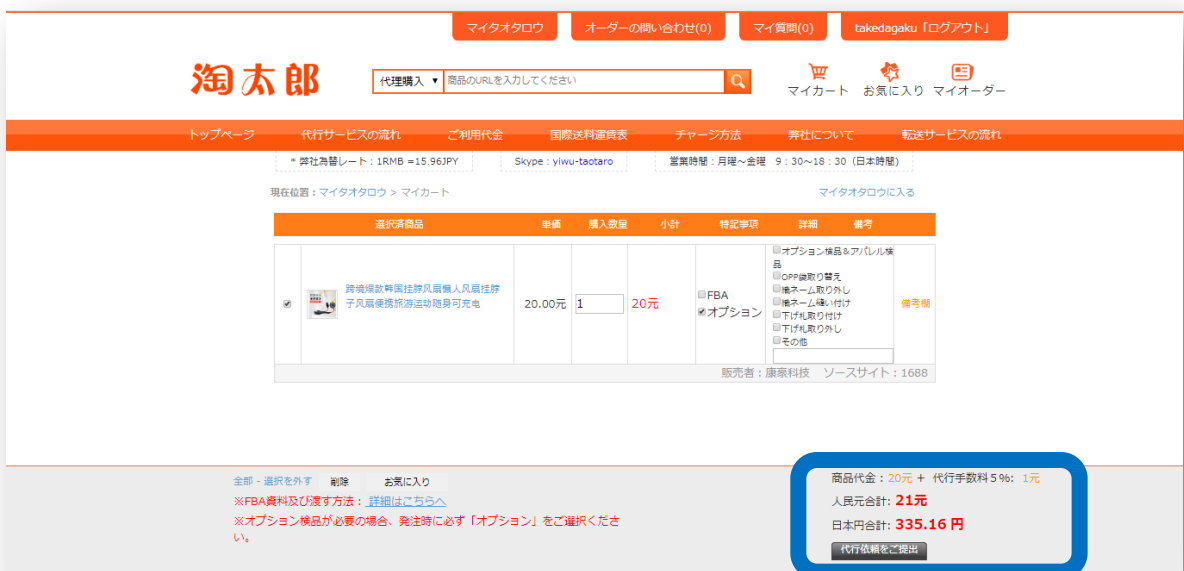 マイタオタロウ オーダーの問い合わせ(0) マイ質問(0) takedagaku「ログアウト」
淘太郎 代理購入 ▼ 商品のURLを入力してください
マイカート お気に入り マイオーダー
トップページ 代行サービスの流れ ご利用代金 国際送料運賃表 チャージ方法 弊社について 転送サービスの流れ
* 弊社為替レート：1RMB =15.96JPY Skype：yiwu-taotaro 営業時間：月曜～金曜 9：30～18：30（日本時間）
現在位置：マイタオタロウ > マイカート マイタオタロウに入る
選択済商品 単価 購入数量 小計 特記事項 詳細 備考
跨境爆款韩国挂脖风扇懒人风扇挂脖
子风扇便携旅游运动随身可充电
20.00元 1 20元
FBA
オプション
オプション検品＆アパレル検
品
OPP袋取り替え
織ネーム取り外し
織ネーム縫い付け
下げ札取り付け
下げ札取り外し
その他
備考欄
販売者：康豪科技 ソースサイト：1688
全部 - 選択を外す 削除 お気に入り
※FBA資料及び渡す方法：詳細はこちらへ
※オプション検品が必要の場合、発注時に必ず「オプション」をご選択くださ
い。
商品代金：20元 + 代行手数料５%: 1元
人民元合計: 21元
日本円合計: 335.16 円
代行依頼をご提出